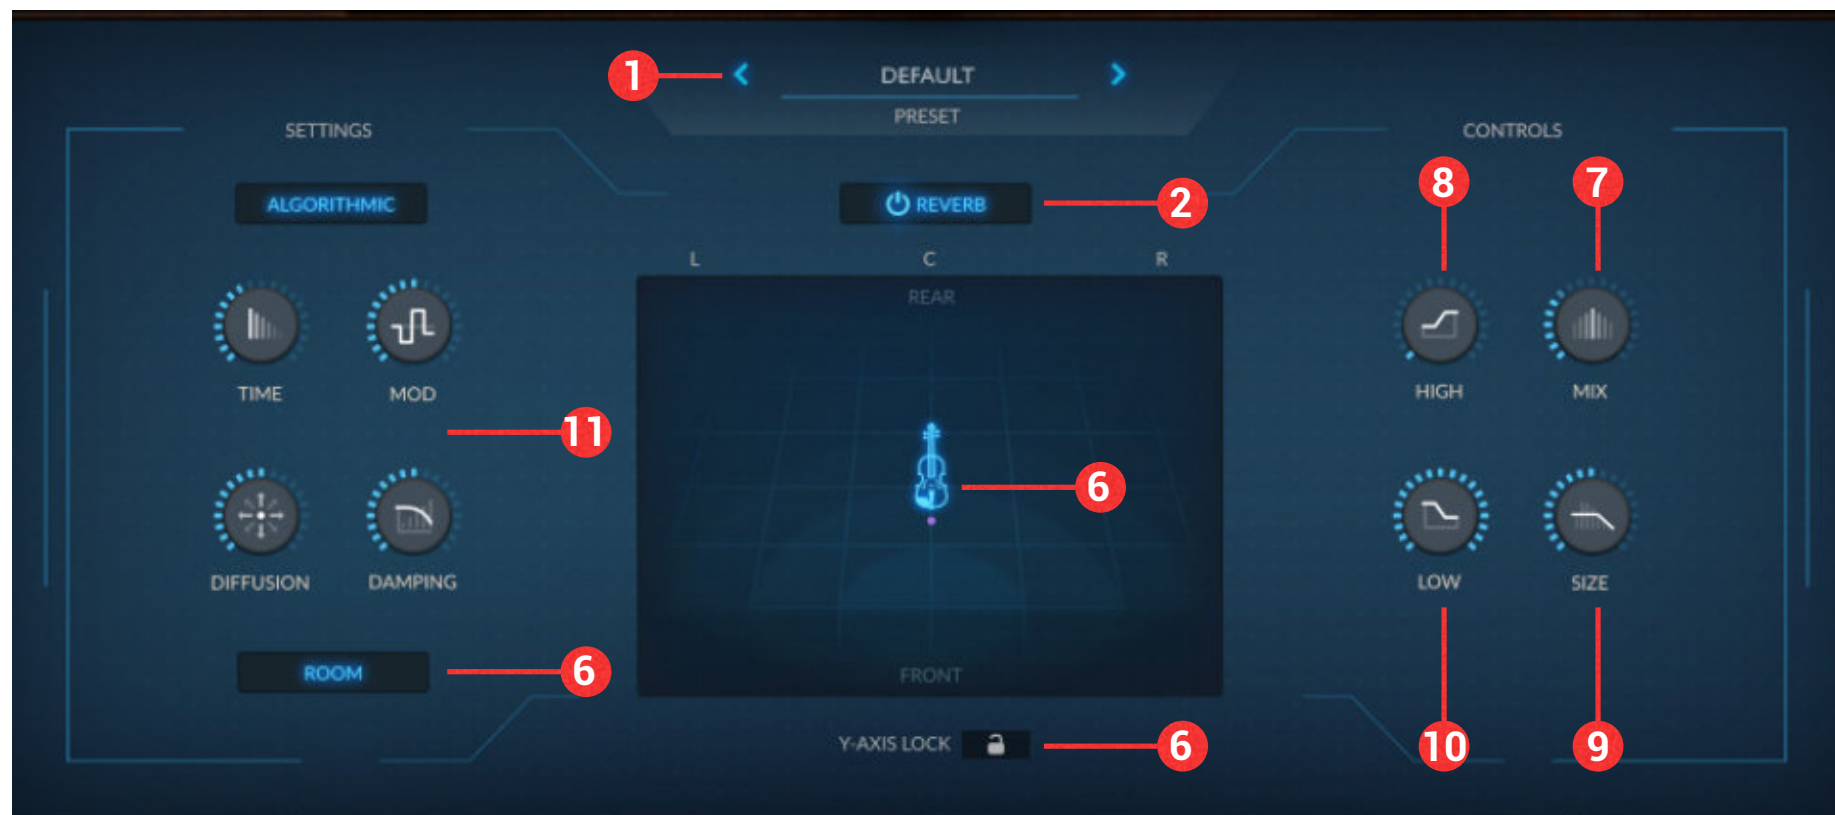 1
DEFAULT
PRESET
SETTINGS
CONTROLS
ALGORITHMIC
REVERB
2
8
7
L
C
R
REAR
TIME
MOD
HIGH
MIX
11
6
DIFFUSION
DAMPING
LOW
SIZE
ROOM
6
FRONT
Y-AXIS LOCK
6
10
9